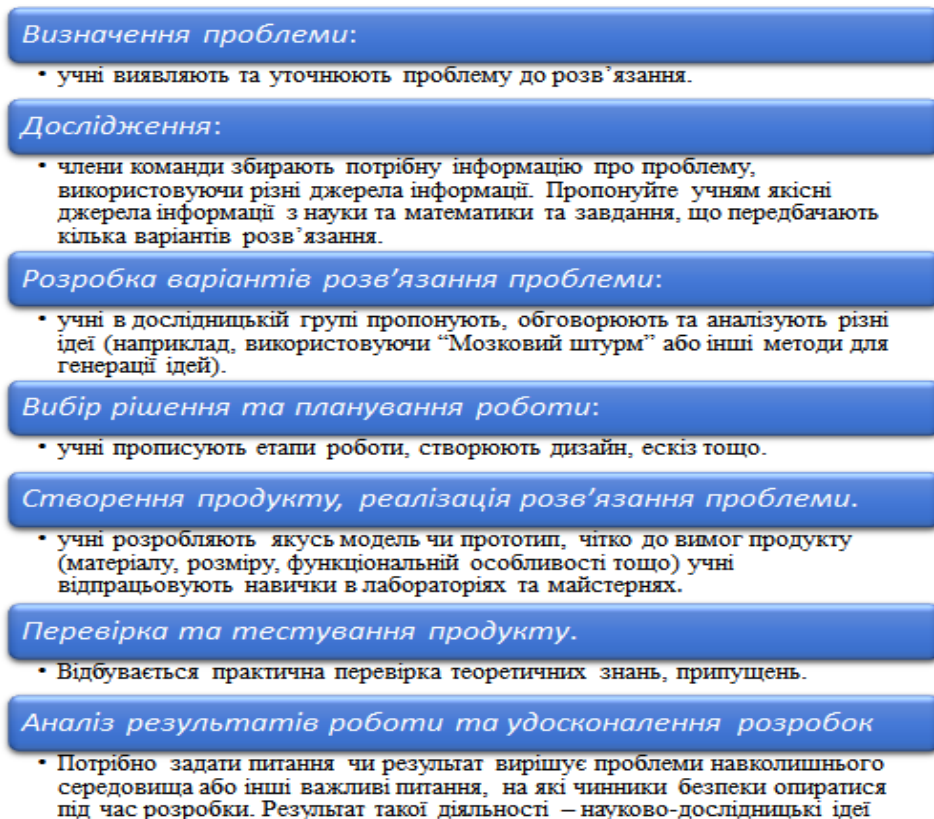 Визначення проблеми:
• учні виявляють та уточнюють проблему до розв’язання.
Дослідження:
• члени команди збирають потрібну інформацію про проблему,
використовуючи різні джерела інформації. Пропонуйте учням якісні
джерела інформації з науки та математики та завдання, що передбачають
кілька варіантів розв’язання.
Розробка варіантів розв’язання проблеми:
• учні в дослідницькій групі пропонують, обговорюють та аналізують різні
ідеї (наприклад, використовуючи “Мозковий штурм” або інші методи для
генерації ідей).
Вибір рішення та планування роботи:
• учні прописують етапи роботи, створюють дизайн, ескіз тощо.
Створення продукту, реалізація розв’язання проблеми.
• учні розробляють якусь модель чи прототип, чітко до вимог продукту
(матеріалу, розміру, функціональній особливості тощо) учні
відпрацьовують навички в лабораторіях та майстернях.
Перевірка та тестування продукту.
• Відбувається практична перевірка теоретичних знань, припущень.
Аналіз результатів роботи та удосконалення розробок
• Потрібно задати питання чи результат вирішує проблеми навколишнього
середовища або інші важливі питання, на які чинники безпеки опиратися
під час розробки. Результат такої діяльності – науково-дослідницькі ідеї